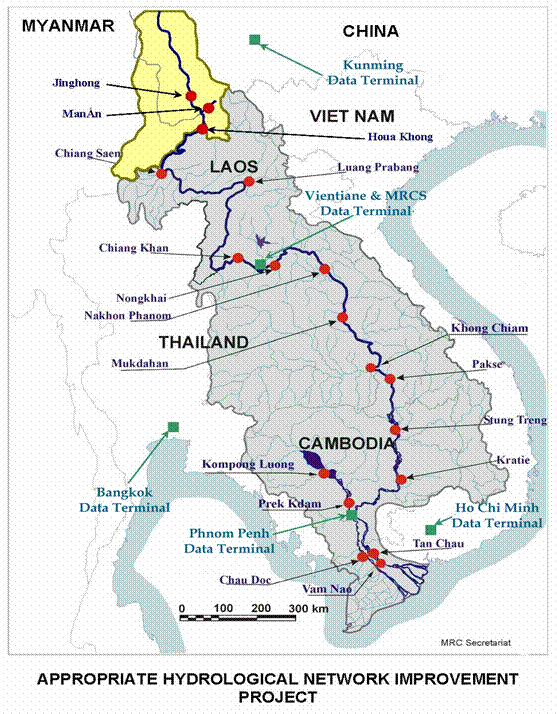 MYANMAR
CHINA
Kunming
Data Terminal
Jinghong
ManAn
VIET NAM
Houa Khong
Chiang Saen
LAOS
Luang Prabang
Vientiane & MRCS
Data Terminal
Chiang Khan
Nongkhai
Nakhon Phanom
THAILAND
Khong Chiam
Mukdahan
Pakse
Stung Treng
CAMBODIA
Kompong Luong
Kratie
Bangkok
Data Terminal
Prek Kdam
Ho Chi Minh
Data Terminal
Phnom Penh
Data Terminal
Tan Chau
Chau Doc
Vam Nao
0 100 200 300 km
MRC Secretariat
APPROPRIATE HYDROLOGICAL NETWORK IMPROVEMENT
PROJECT